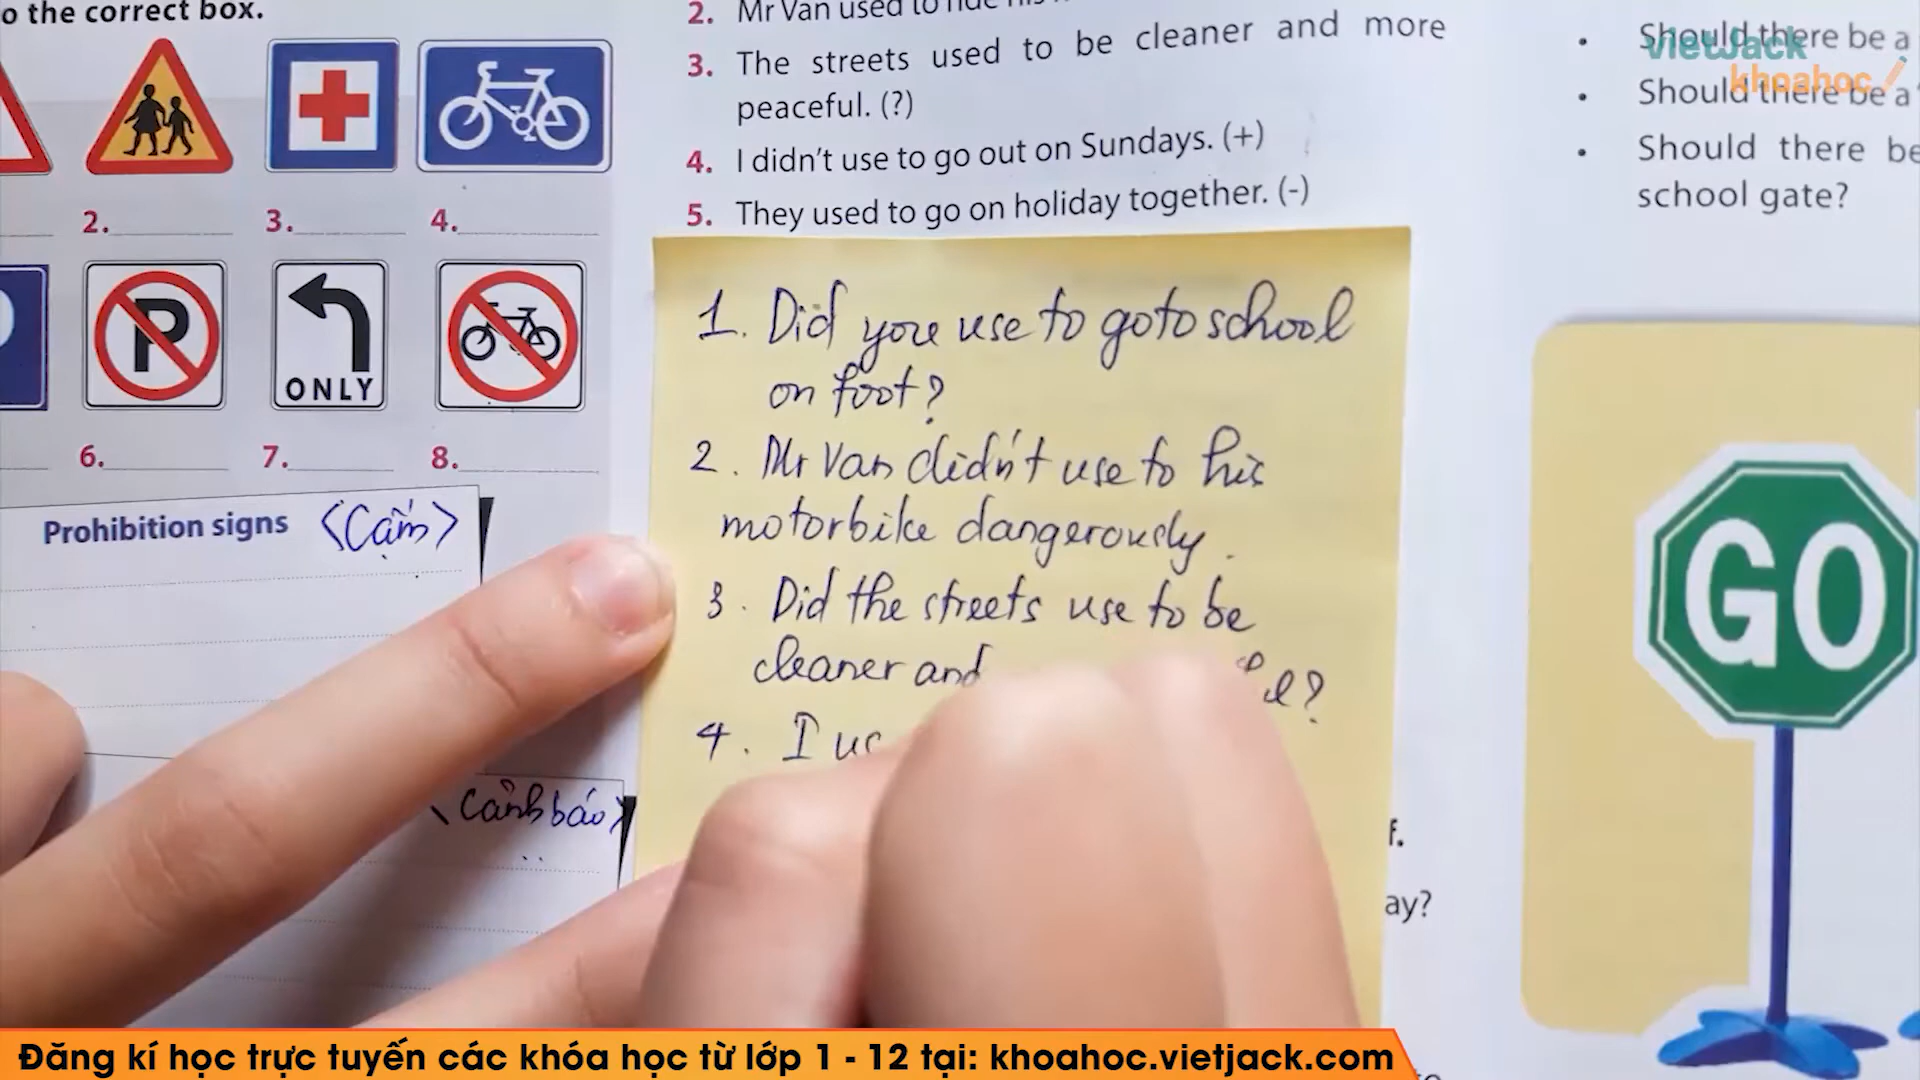 o the correct box.
2.
3.
4.
6.
7.
8.
P
ONLY
Prohibition signs <Cấm>
<Cảnh báo>
2. Mr Van used to ride his
3. The streets used to be cleaner and more
peaceful. (?)
4. I didn't use to go out on Sundays. (+)
5. They used to go on holiday together. (-)
1. Did you use to go to school
on foot?
2. Mr Van didn't use to his
motorbike dangerously.
3. Did the streets use to be
cleaner and
4. I us
f.
ay?
• Should there be a
• Should there be a
• Should there be
school gate?
vietJack
khoahoc
GO
Đăng kí học trực tuyến các khóa học từ lớp 1 - 12 tại: khoahoc.vietjack.com